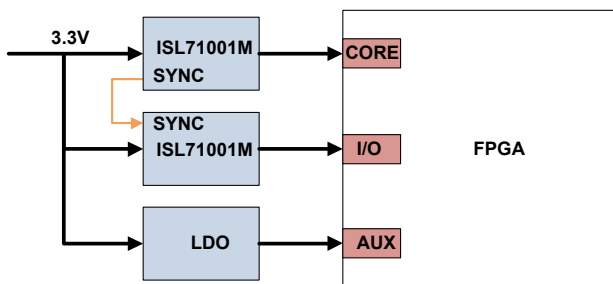 3.3V
ISL71001M
SYNC
CORE
SYNC
ISL71001M
I/O
FPGA
LDO
AUX